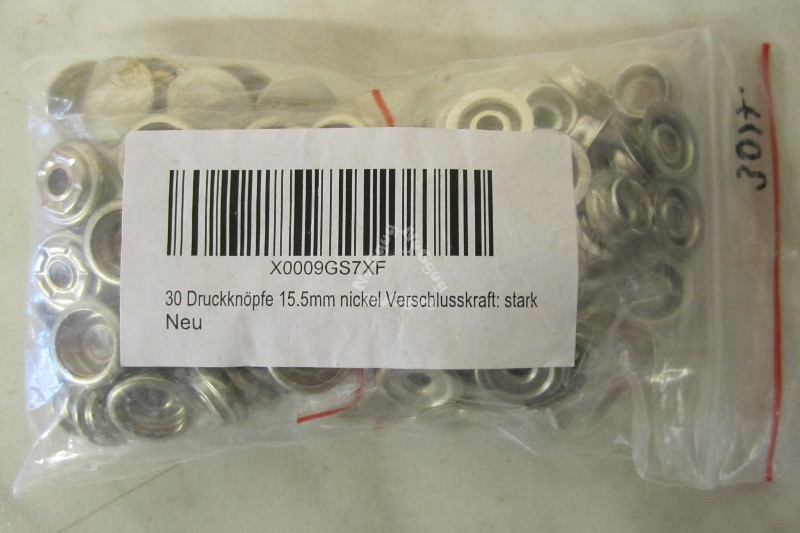 X0009GS7XF
30 Druckknöpfe 15.5mm nickel Verschlusskraft: stark
Neu